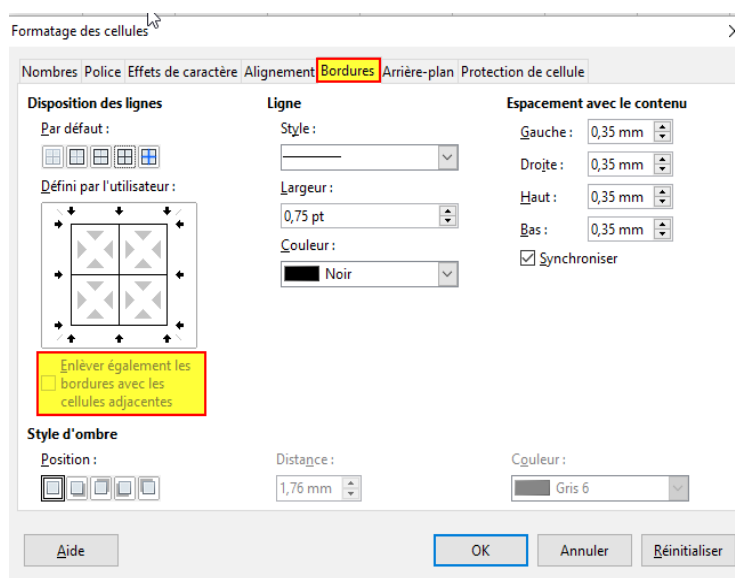 Formatage des cellules
Nombres Police Effets de caractère Alignement Bordures Arrière-plan Protection de cellule
Disposition des lignes
Par défaut :
Défini par l'utilisateur :
Enlèver également les
bordures avec les
cellules adjacentes
Ligne
Style :
Largeur :
0,75 pt
Couleur :
Noir
Espacement avec le contenu
Gauche : 0,35 mm
Droite : 0,35 mm
Haut : 0,35 mm
Bas : 0,35 mm
Synchroniser
Style d'ombre
Position :
Distance :
1,76 mm
Couleur :
Gris 6
Aide OK Annuler Réinitialiser